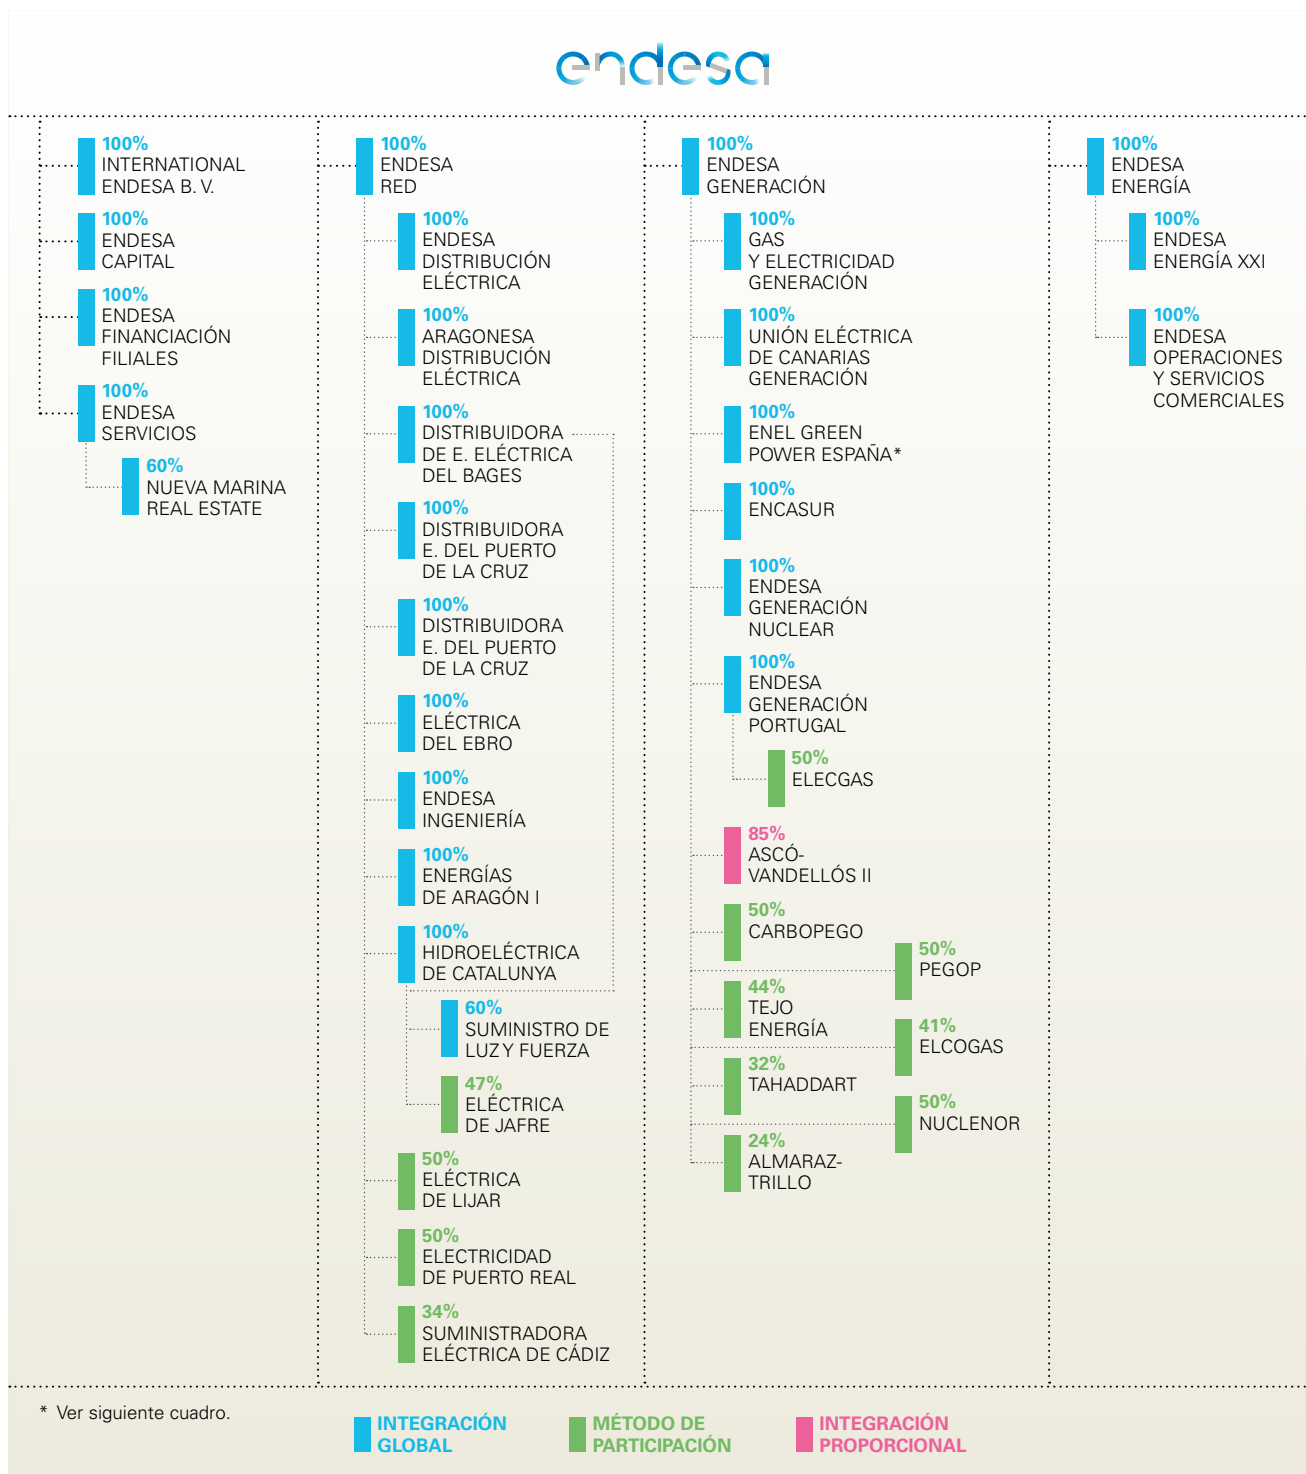 endesa
100%
INTERNATIONAL
ENDESA B. V.
100%
ENDESA
CAPITAL
100%
ENDESA
FINANCIACIÓN
FILIALES
100%
ENDESA
SERVICIOS
60%
NUEVA MARINA
REAL ESTATE
100%
ENDESA
RED
100%
ENDESA
DISTRIBUCIÓN
ELÉCTRICA
100%
ARAGONESA
DISTRIBUCIÓN
ELÉCTRICA
100%
DISTRIBUIDORA
DE E. ELÉCTRICA
DEL BAGES
100%
DISTRIBUIDORA
E. DEL PUERTO
DE LA CRUZ
100%
DISTRIBUIDORA
E. DEL PUERTO
DE LA CRUZ
100%
ELÉCTRICA
DEL EBRO
100%
ENDESA
INGENIERÍA
100%
ENERGÍAS
DE ARAGÓN I
100%
HIDROELÉCTRICA
DE CATALUNYA
60%
SUMINISTRO DE
LUZ Y FUERZA
47%
ELÉCTRICA
DE JAFRE
50%
ELÉCTRICA
DE LIJAR
50%
ELECTRICIDAD
DE PUERTO REAL
34%
SUMINISTRADORA
ELÉCTRICA DE CÁDIZ
100%
ENDESA
GENERACIÓN
100%
GAS
Y ELECTRICIDAD
GENERACIÓN
100%
UNIÓN ELÉCTRICA
DE CANARIAS
GENERACIÓN
100%
ENEL GREEN
POWER ESPAÑA*
100%
ENCASUR
100%
ENDESA
GENERACIÓN
NUCLEAR
100%
ENDESA
GENERACIÓN
PORTUGAL
50%
ELECGAS
85%
ASCÓ-
VANDELLÓS II
50%
CARBOPEGO
50%
PEGOP
44%
TEJO
ENERGÍA
41%
ELCOGAS
32%
TAHADDART
50%
NUCLENOR
24%
ALMARAZ-
TRILLO
100%
ENDESA
ENERGÍA
100%
ENDESA
ENERGÍA XXI
100%
ENDESA
OPERACIONES
Y SERVICIOS
COMERCIALES
* Ver siguiente cuadro.
INTEGRACIÓN
GLOBAL
MÉTODO DE
PARTICIPACIÓN
INTEGRACIÓN
PROPORCIONAL